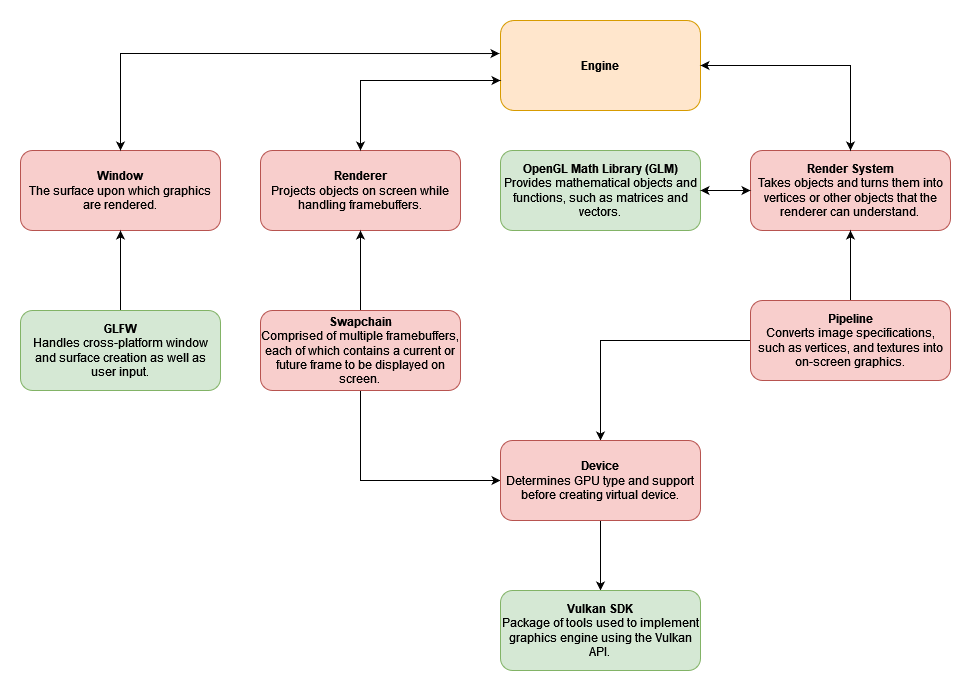 Engine
Window
The surface upon which graphics
are rendered.
Renderer
Projects objects on screen while
handling framebuffers.
OpenGL Math Library (GLM)
Provides mathematical objects and
functions, such as matrices and
vectors.
Render System
Takes objects and turns them into
vertices or other objects that the
renderer can understand.
GLFW
Handles cross-platform window
and surface creation as well as
user input.
Swapchain
Comprised of multiple framebuffers,
each of which contains a current or
future frame to be displayed on
screen.
Pipeline
Converts image specifications,
such as vertices, and textures into
on-screen graphics.
Device
Determines GPU type and support
before creating virtual device.
Vulkan SDK
Package of tools used to implement
graphics engine using the Vulkan
API.